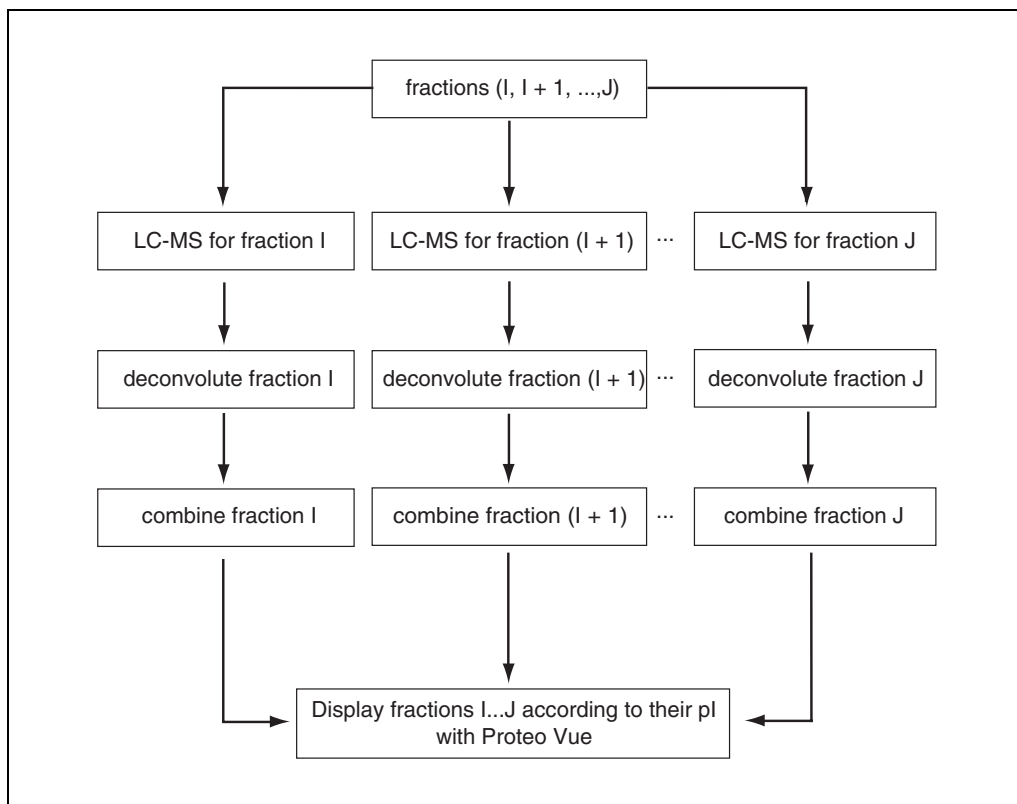 fractions (I, I + 1, ...,J)
LC-MS for fraction I
LC-MS for fraction (I + 1)
...
LC-MS for fraction J
deconvolute fraction I
deconvolute fraction (I + 1)
...
deconvolute fraction J
combine fraction I
combine fraction (I + 1)
...
combine fraction J
Display fractions I...J according to their pI
with Proteo Vue